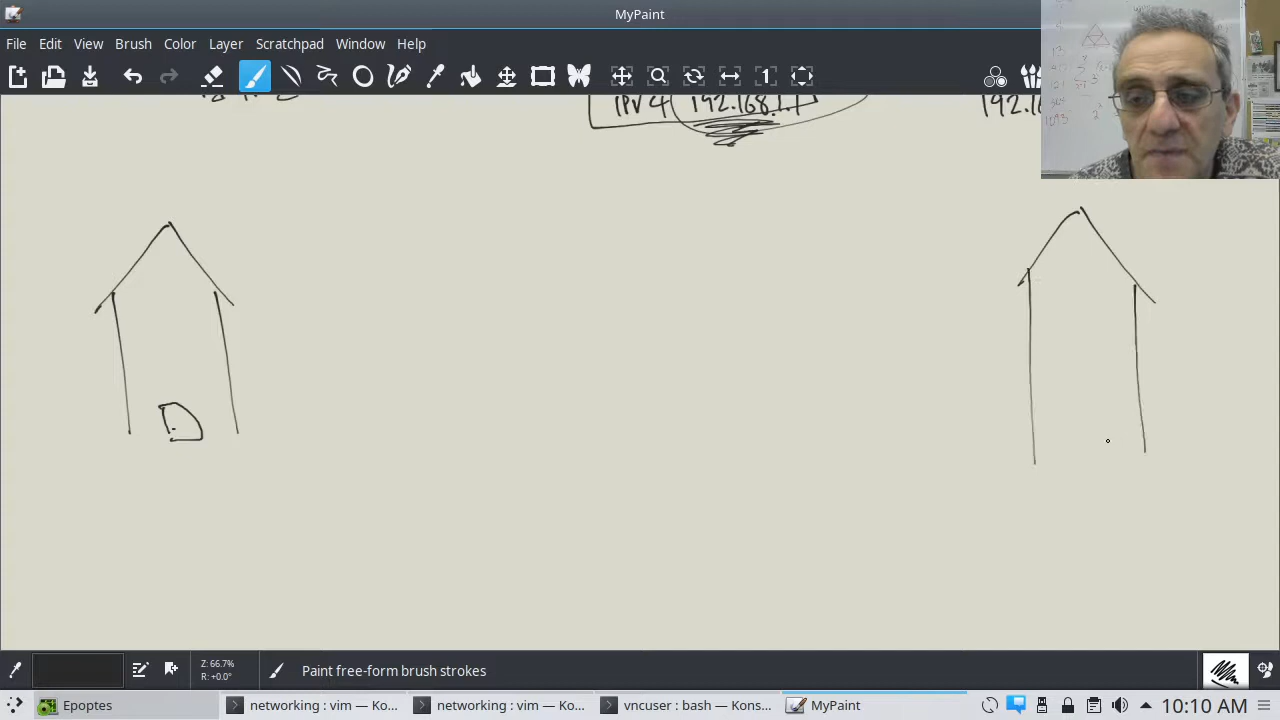 MyPaint
File Edit View Brush Color Layer Scratchpad Window Help
IPV4 192.168.1.1
Z: 66.7%
R: +0.0°
Paint free-form brush strokes
Epoptes
networking : vim — Ko...
networking : vim — Ko...
vncuser : bash — Kons...
MyPaint
10:10 AM